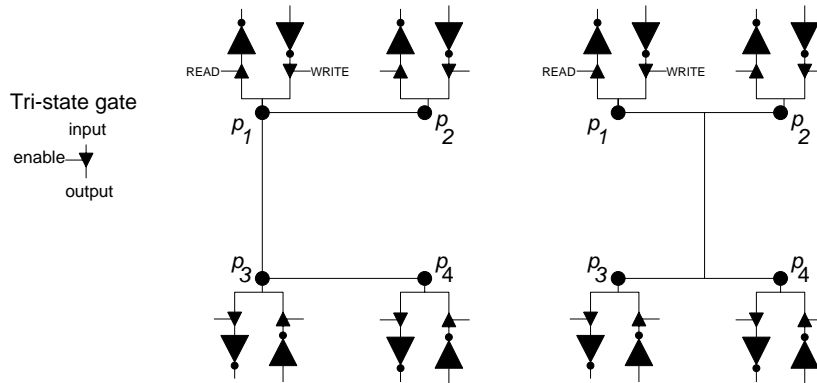 READ WRITE READ WRITE
Tri-state gate
input
enable
output
p1 p2 p1 p2
p3 p4 p3 p4